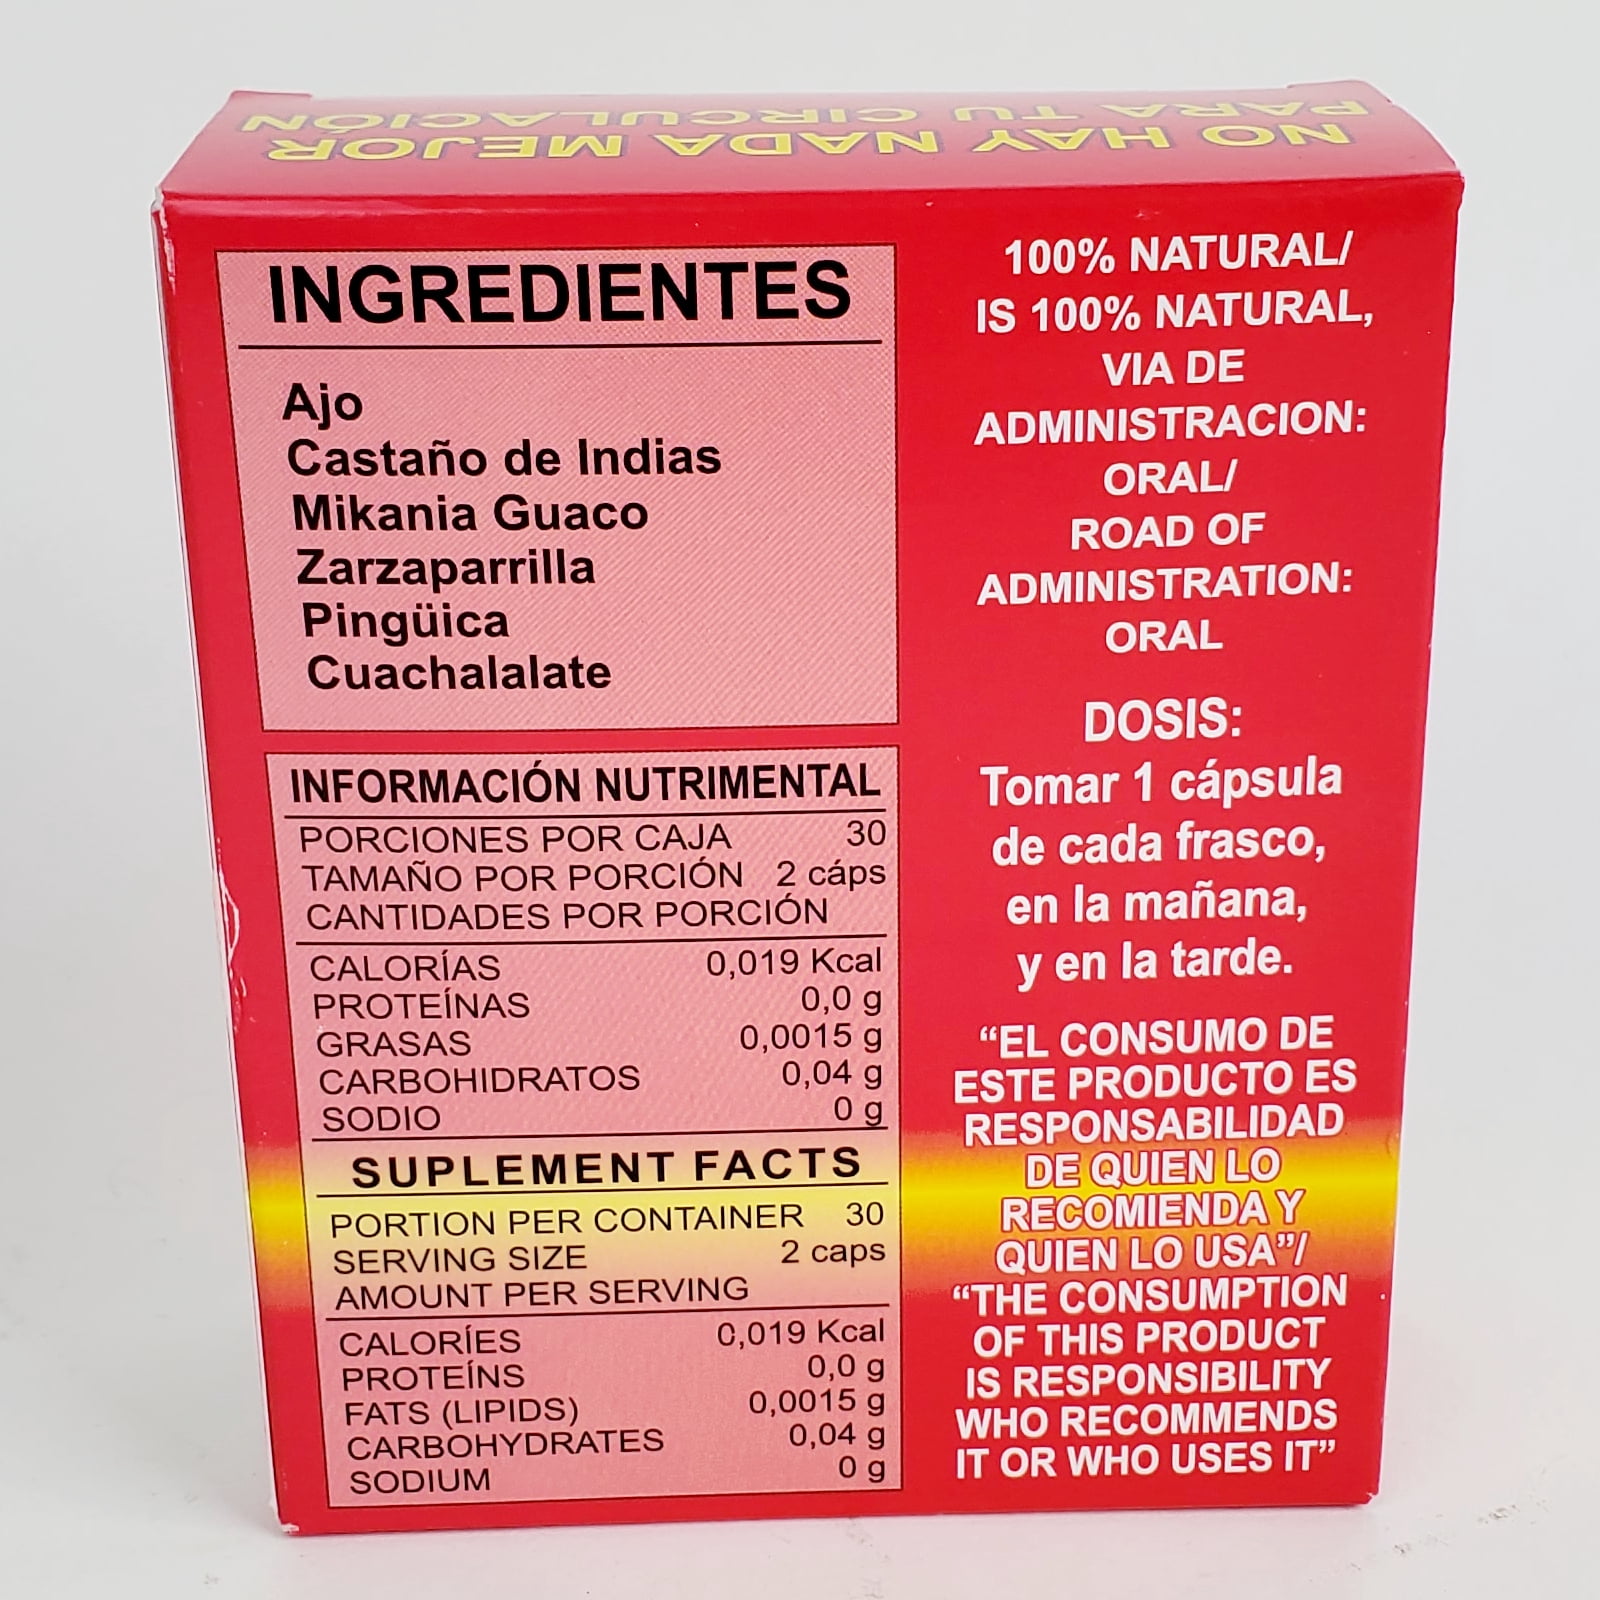 NO HAY NADA MEJOR
PARA TU CIRCULACIÓN
INGREDIENTES
Ajo
Castaño de Indias
Mikania Guaco
Zarzaparrilla
Pingüica
Cuachalalate
INFORMACIÓN NUTRIMENTAL
PORCIONES POR CAJA 30
TAMAÑO POR PORCIÓN 2 cáps
CANTIDADES POR PORCIÓN
CALORÍAS 0,019 Kcal
PROTEÍNAS 0,0 g
GRASAS 0,0015 g
CARBOHIDRATOS 0,04 g
SODIO 0 g
SUPLEMENT FACTS
PORTION PER CONTAINER 30
SERVING SIZE 2 caps
AMOUNT PER SERVING
CALORÍES 0,019 Kcal
PROTEÍNS 0,0 g
FATS (LIPIDS) 0,0015 g
CARBOHYDRATES 0,04 g
SODIUM 0 g
100% NATURAL/
IS 100% NATURAL,
VIA DE
ADMINISTRACION:
ORAL/
ROAD OF
ADMINISTRATION:
ORAL
DOSIS:
Tomar 1 cápsula
de cada frasco,
en la mañana,
y en la tarde.
“EL CONSUMO DE
ESTE PRODUCTO ES
RESPONSABILIDAD
DE QUIEN LO
RECOMIENDA Y
QUIEN LO USA”/
“THE CONSUMPTION
OF THIS PRODUCT
IS RESPONSIBILITY
WHO RECOMMENDS
IT OR WHO USES IT”